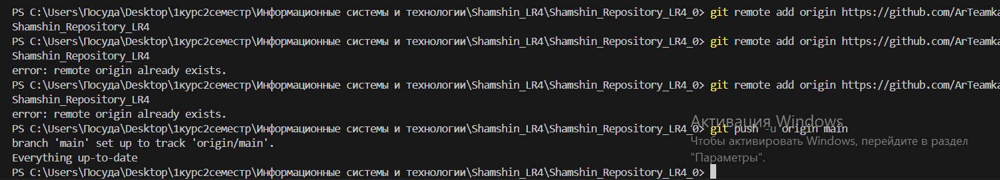 PS C:\Users\Посуда\Desktop\1курс2семестр\Информационные системы и технологии\Shamshin_LR4\Shamshin_Repository_LR4_0> git remote add origin https://github.com/ArTeamka
Shamshin_Repository_LR4
PS C:\Users\Посуда\Desktop\1курс2семестр\Информационные системы и технологии\Shamshin_LR4\Shamshin_Repository_LR4_0> git remote add origin https://github.com/ArTeamka
Shamshin_Repository_LR4
error: remote origin already exists.
PS C:\Users\Посуда\Desktop\1курс2семестр\Информационные системы и технологии\Shamshin_LR4\Shamshin_Repository_LR4_0> git remote add origin https://github.com/ArTeamka
Shamshin_Repository_LR4
error: remote origin already exists.
PS C:\Users\Посуда\Desktop\1курс2семестр\Информационные системы и технологии\Shamshin_LR4\Shamshin_Repository_LR4_0> git push -u origin main
branch 'main' set up to track 'origin/main'.
Everything up-to-date
PS C:\Users\Посуда\Desktop\1курс2семестр\Информационные системы и технологии\Shamshin_LR4\Shamshin_Repository_LR4_0>
Активация Windows
Чтобы активировать Windows, перейдите в раздел
"Параметры".